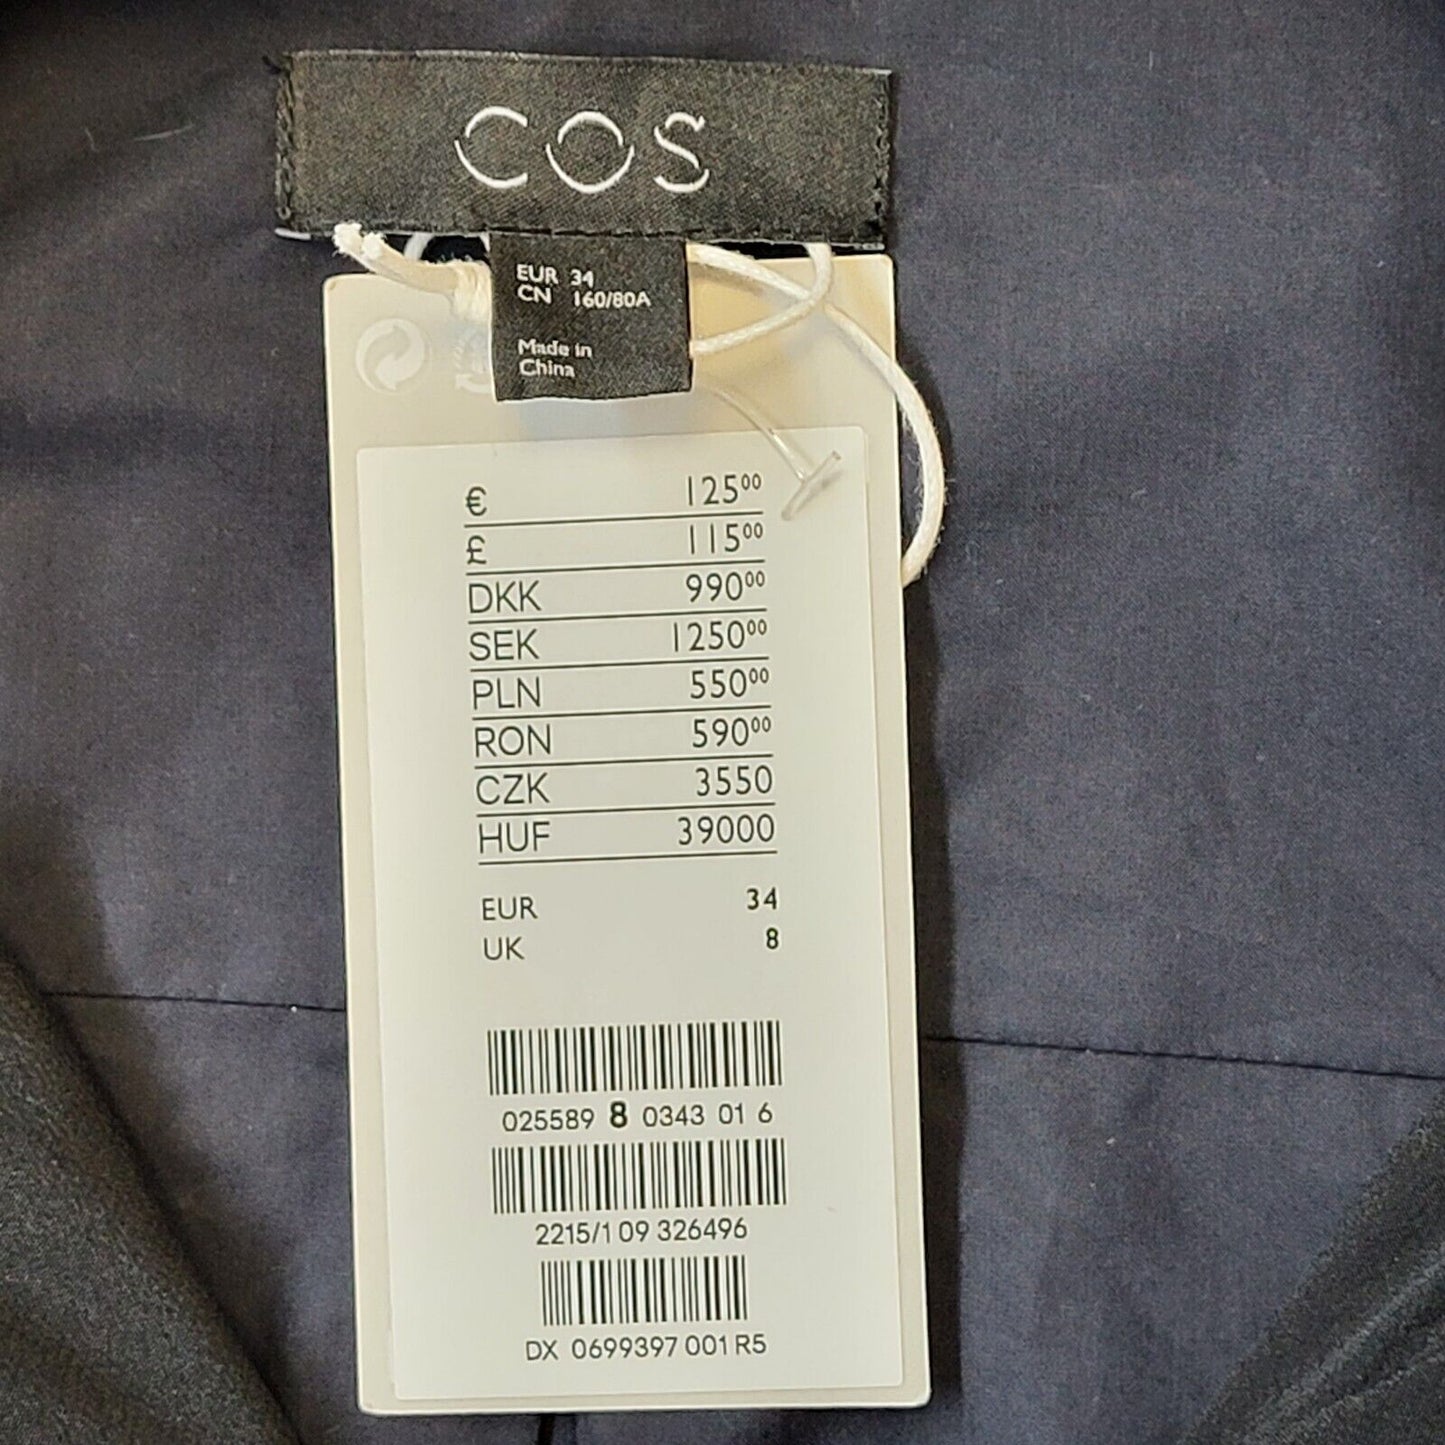 COS
EUR 34
CN 160/80A
Made in
China
€ 125⁰⁰
£ 115⁰⁰
DKK 990⁰⁰
SEK 1250⁰⁰
PLN 550⁰⁰
RON 590⁰⁰
CZK 3550
HUF 39000
EUR 34
UK 8
025589 8 0343 01 6
2215/1 09 326496
DX 0699397 001 R5